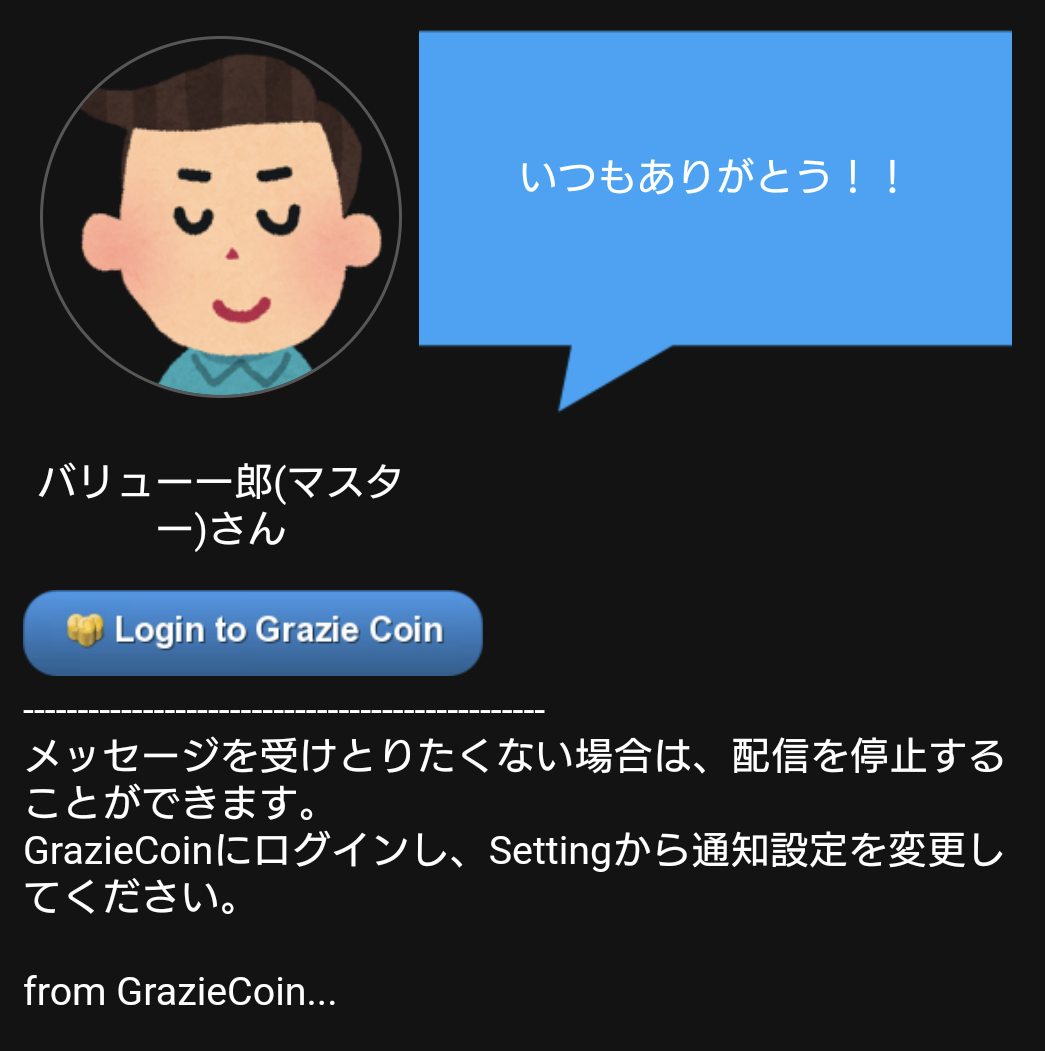 いつもありがとう！！
バリュー一郎(マスタ
ー)さん
Login to Grazie Coin
------------------------------------------------
メッセージを受けとりたくない場合は、配信を停止する
ことができます。
GrazieCoinにログインし、Settingから通知設定を変更し
てください。
from GrazieCoin...